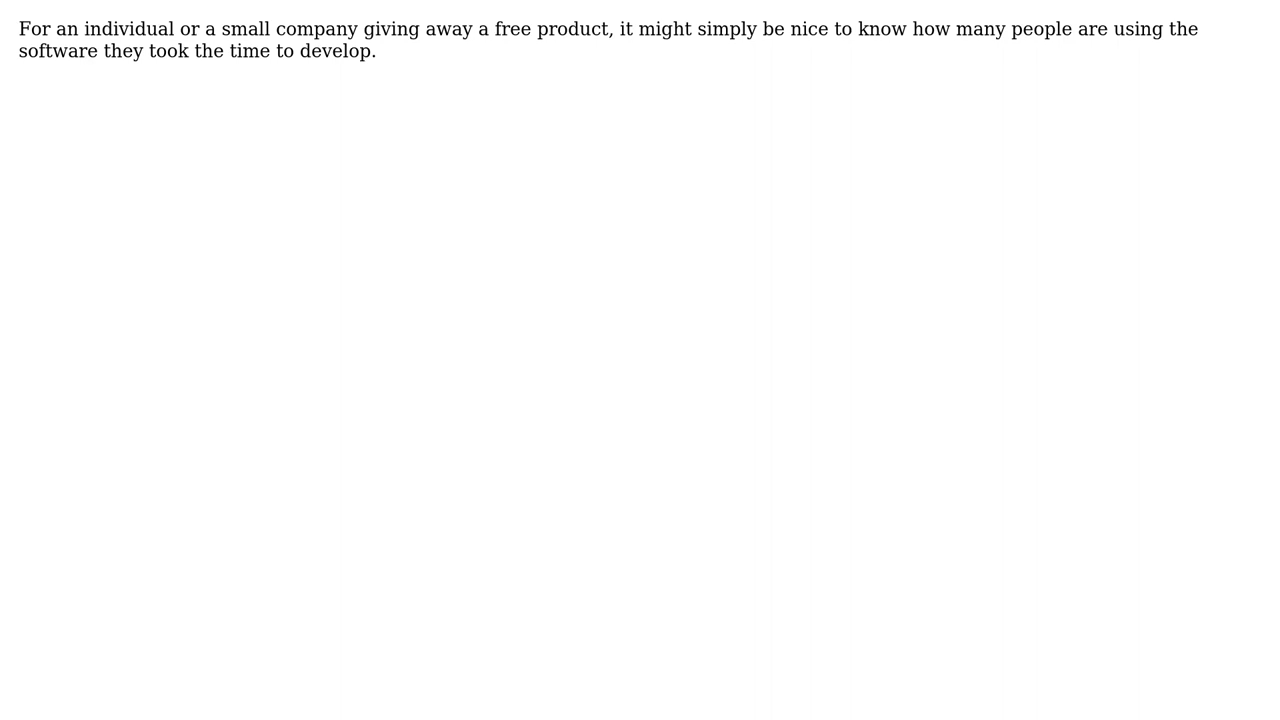 For an individual or a small company giving away a free product, it might simply be nice to know how many people are using the
software they took the time to develop.